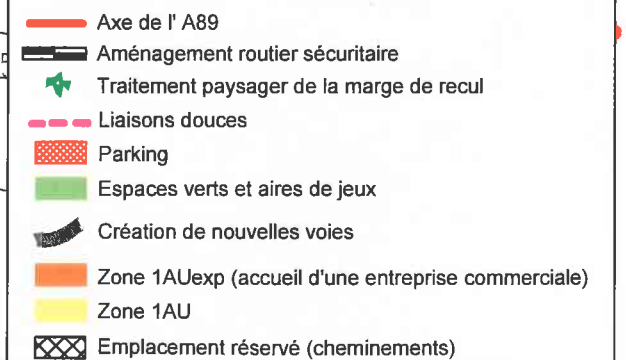 Axe de l' A89
Aménagement routier sécuritaire
Traitement paysager de la marge de recul
Liaisons douces
Parking
Espaces verts et aires de jeux
Création de nouvelles voies
Zone 1AUexp (accueil d'une entreprise commerciale)
Zone 1AU
Emplacement réservé (cheminements)